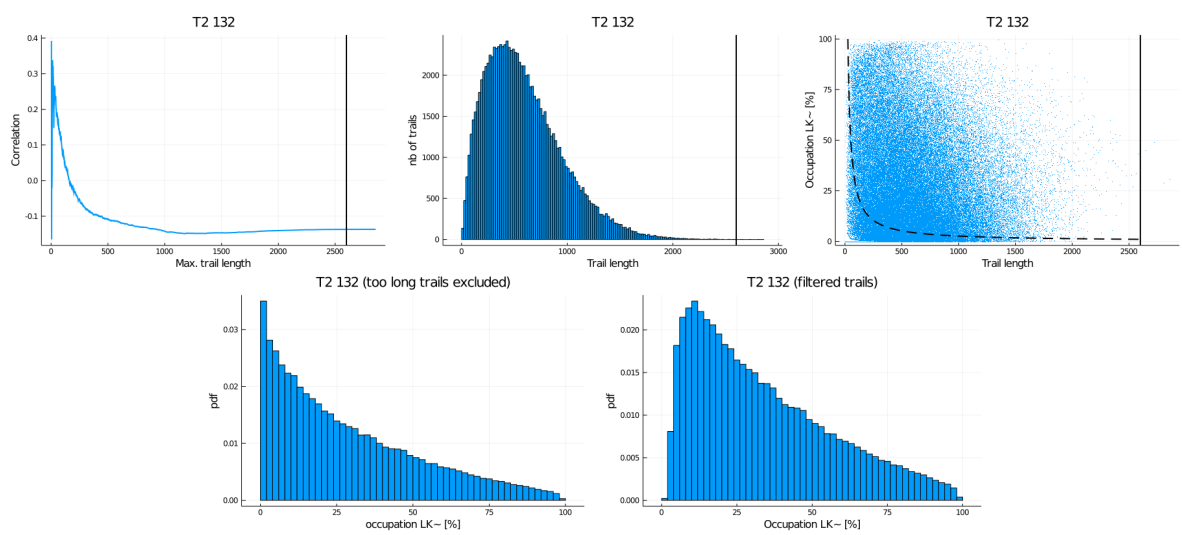 T2 132
0.4
0.3
0.2
0.1
0.0
-0.1
Correlation
0 500 1000 1500 2000 2500
Max. trail length
T2 132
2000
1500
1000
500
0
nb of trails
0 1000 2000 3000
Trail length
T2 132
100
75
50
25
0
Occupation LK~ [%]
0 500 1000 1500 2000 2500
Trail length
T2 132 (too long trails excluded)
0.03
0.02
0.01
0.00
pdf
0 25 50 75 100
occupation LK~ [%]
T2 132 (filtered trails)
0.020
0.015
0.010
0.005
0.000
pdf
0 25 50 75 100
Occupation LK~ [%]